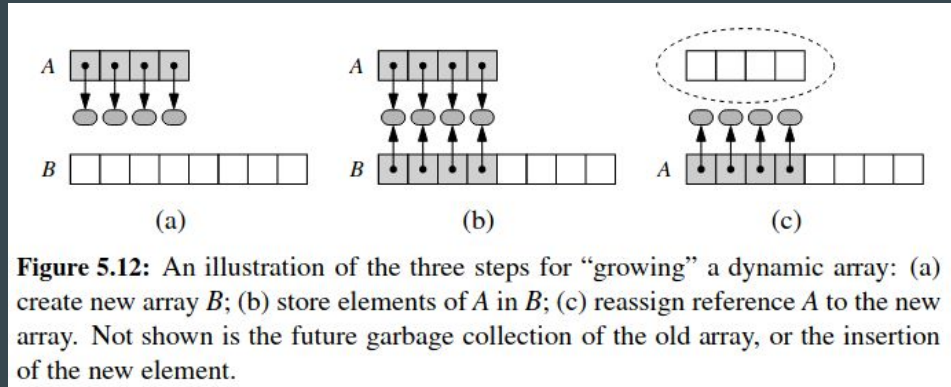 A
A
B
B
A
(a)
(b)
(c)
Figure 5.12: An illustration of the three steps for “growing” a dynamic array: (a)
create new array B; (b) store elements of A in B; (c) reassign reference A to the new
array. Not shown is the future garbage collection of the old array, or the insertion
of the new element.